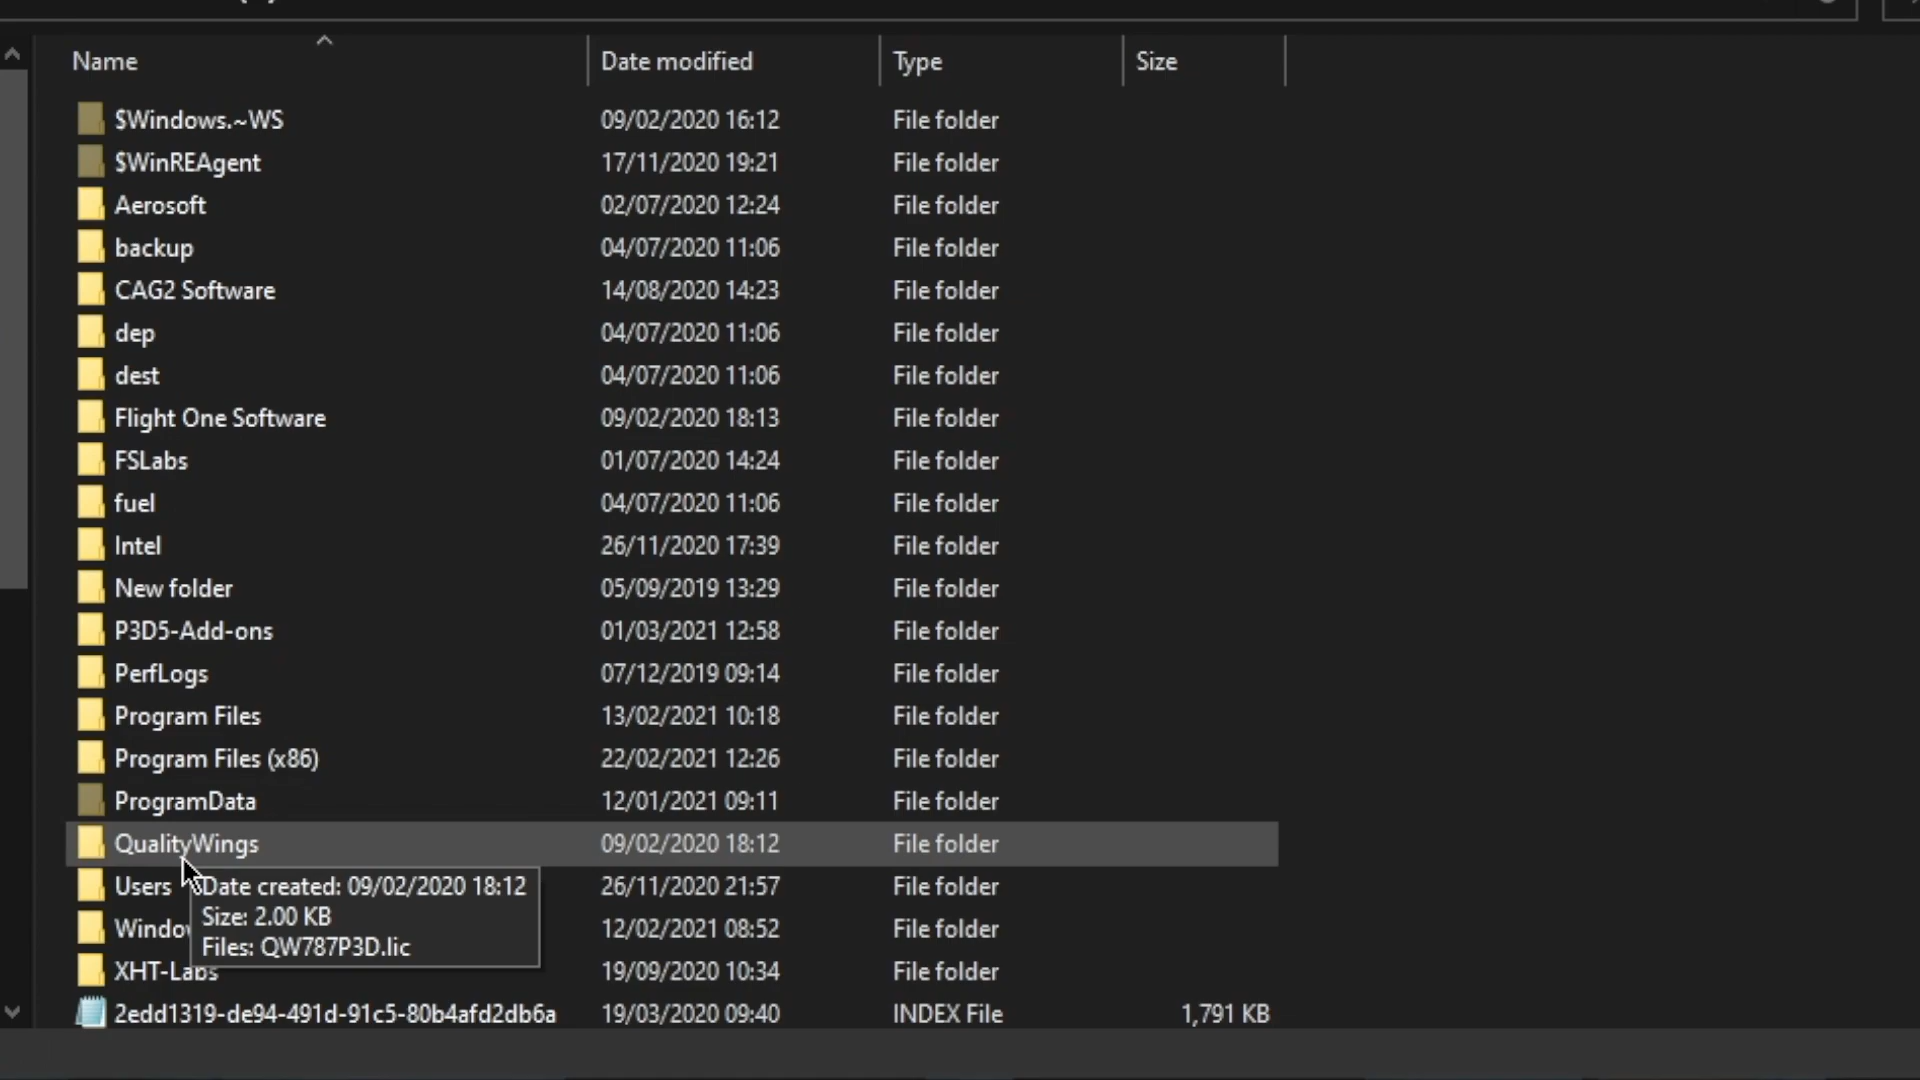 Name Date modified Type Size
$Windows.~WS 09/02/2020 16:12 File folder
$WinREAgent 17/11/2020 19:21 File folder
Aerosoft 02/07/2020 12:24 File folder
backup 04/07/2020 11:06 File folder
CAG2 Software 14/08/2020 14:23 File folder
dep 04/07/2020 11:06 File folder
dest 04/07/2020 11:06 File folder
Flight One Software 09/02/2020 18:13 File folder
FSLabs 01/07/2020 14:24 File folder
fuel 04/07/2020 11:06 File folder
Intel 26/11/2020 17:39 File folder
New folder 05/09/2019 13:29 File folder
P3D5-Add-ons 01/03/2021 12:58 File folder
PerfLogs 07/12/2019 09:14 File folder
Program Files 13/02/2021 10:18 File folder
Program Files (x86) 22/02/2021 12:26 File folder
ProgramData 12/01/2021 09:11 File folder
QualityWings 09/02/2020 18:12 File folder
Users 26/11/2020 21:57 File folder
Date created: 09/02/2020 18:12
Size: 2.00 KB
Files: QW787P3D.lic
Window 12/02/2021 08:52 File folder
XHT-Labs 19/09/2020 10:34 File folder
2edd1319-de94-491d-91c5-80b4afd2db6a 19/03/2020 09:40 INDEX File 1,791 KB